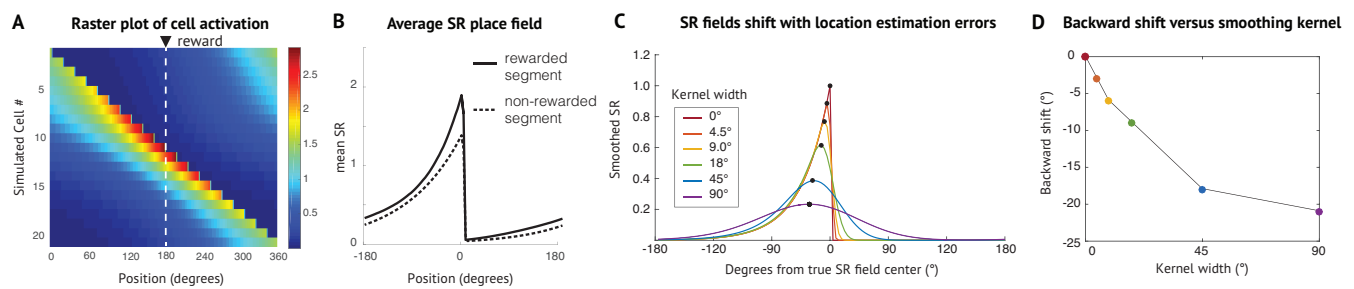 A
Raster plot of cell activation
reward
Simulated Cell #
5
10
15
20
0 60 120 180 240 300 360
Position (degrees)
2.5
2
1.5
1
0.5
B
Average SR place field
rewarded
segment
non-rewarded
segment
mean SR
2
1
0
-180 0 180
Position (degrees)
C
SR fields shift with location estimation errors
Kernel width
0°
4.5°
9.0°
18°
45°
90°
Smoothed SR
1.2
1.0
0.8
0.6
0.4
0.2
-180 -90 0 90 180
Degrees from true SR field center (°)
D
Backward shift versus smoothing kernel
Backward shift (°)
0
-5
-10
-15
-20
-25
0 45 90
Kernel width (°)